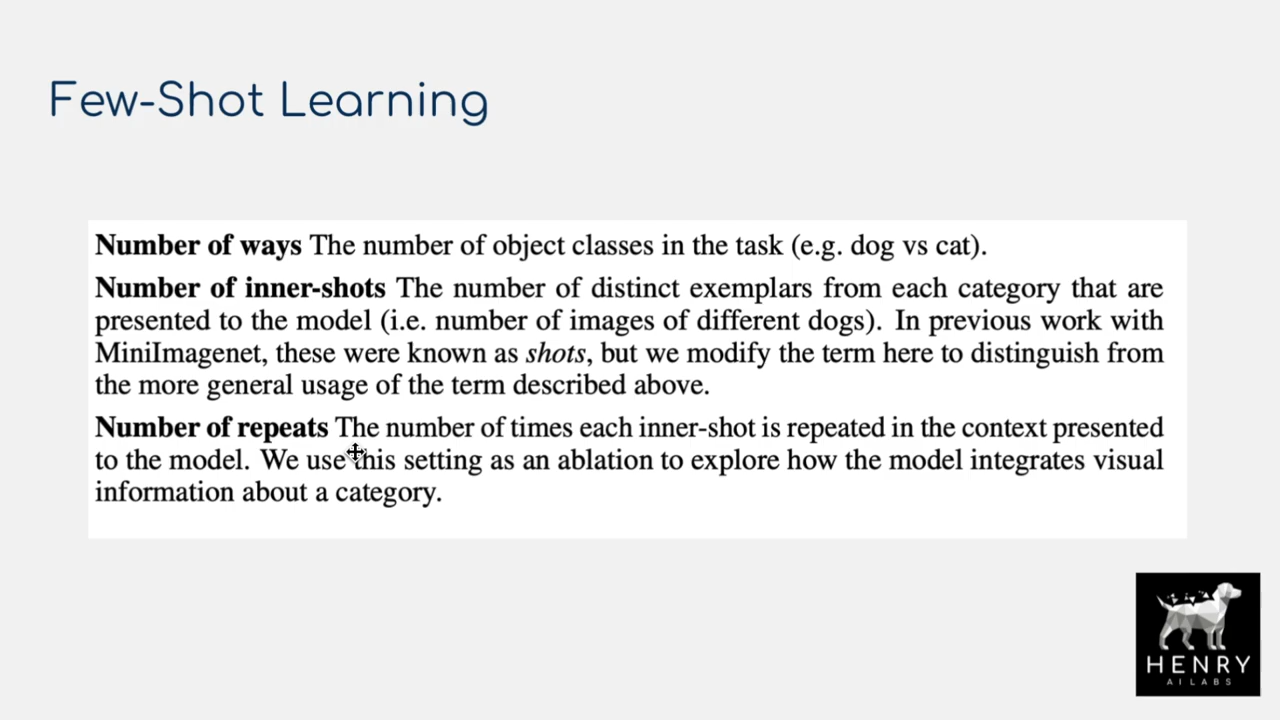 Few-Shot Learning
Number of ways The number of object classes in the task (e.g. dog vs cat).
Number of inner-shots The number of distinct exemplars from each category that are
presented to the model (i.e. number of images of different dogs). In previous work with
MiniImagenet, these were known as shots, but we modify the term here to distinguish from
the more general usage of the term described above.
Number of repeats The number of times each inner-shot is repeated in the context presented
to the model. We use this setting as an ablation to explore how the model integrates visual
information about a category.
HENRY
AI LABS